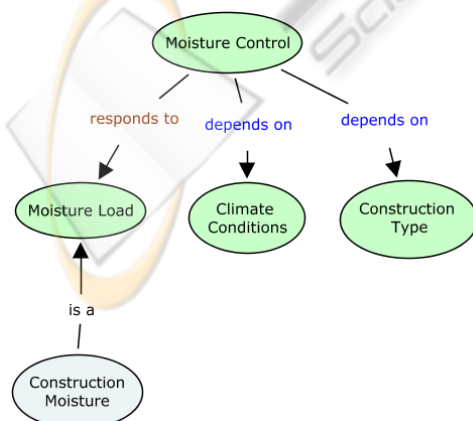 Moisture Control
responds to
depends on
depends on
Moisture Load
Climate
Conditions
Construction
Type
is a
Construction
Moisture